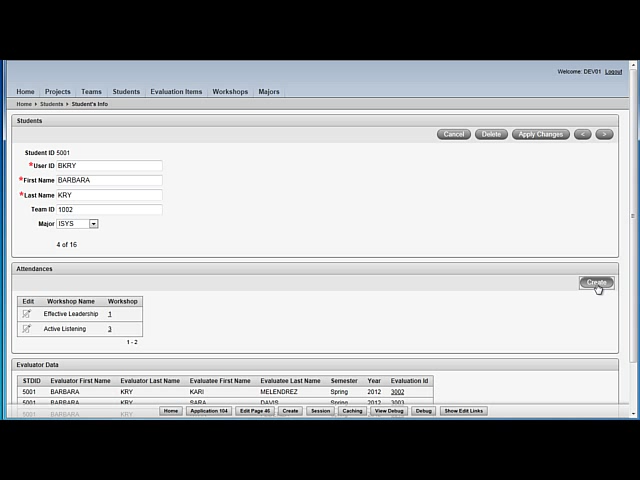 Welcome: DEV01 Logout
Home Projects Teams Students Evaluation Items Workshops Majors
Home Students Student's Info
Students
Cancel Delete Apply Changes < >
Student ID 5001
*User ID BKRY
*First Name BARBARA
*Last Name KRY
Team ID 1002
Major ISYS
4 of 16
Attendances
Create
Edit Workshop Name Workshop
Effective Leadership 1
Active Listening 3
1 - 2
Evaluator Data
STDID Evaluator First Name Evaluator Last Name Evaluatee First Name Evaluatee Last Name Semester Year Evaluation Id
5001 BARBARA KRY KARI MELENDREZ Spring 2012 3002
5001 BARBARA KRY SARA DAVIS Spring 2012 3003
Home Application 104 Edit Page 46 Create Session Caching View Debug Debug Show Edit Links
5001 BARBARA KRY